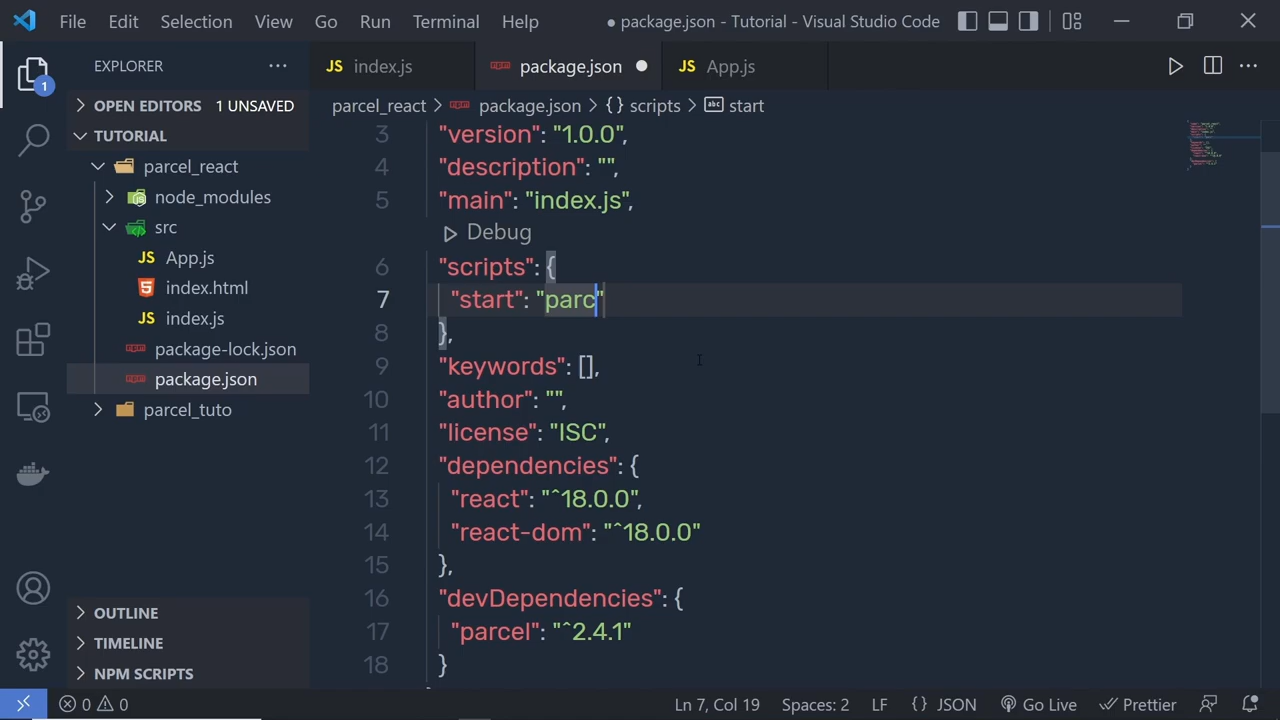 File Edit Selection View Go Run Terminal Help ● package.json - Tutorial - Visual Studio Code
EXPLORER ···
JS index.js package.json ● JS App.js
1
OPEN EDITORS 1 UNSAVED
TUTORIAL
parcel_react
node_modules
src
JS App.js
index.html
JS index.js
package-lock.json
package.json
parcel_tuto
OUTLINE
TIMELINE
NPM SCRIPTS
parcel_react > package.json > {} scripts > abc start
3 "version": "1.0.0",
4 "description": "",
5 "main": "index.js",
Debug
6 "scripts": {
7 "start": "parc"
8 },
9 "keywords": [],
10 "author": "",
11 "license": "ISC",
12 "dependencies": {
13 "react": "^18.0.0",
14 "react-dom": "^18.0.0"
15 },
16 "devDependencies": {
17 "parcel": "^2.4.1"
18 }
0 0 Ln 7, Col 19 Spaces: 2 LF {} JSON Go Live Prettier